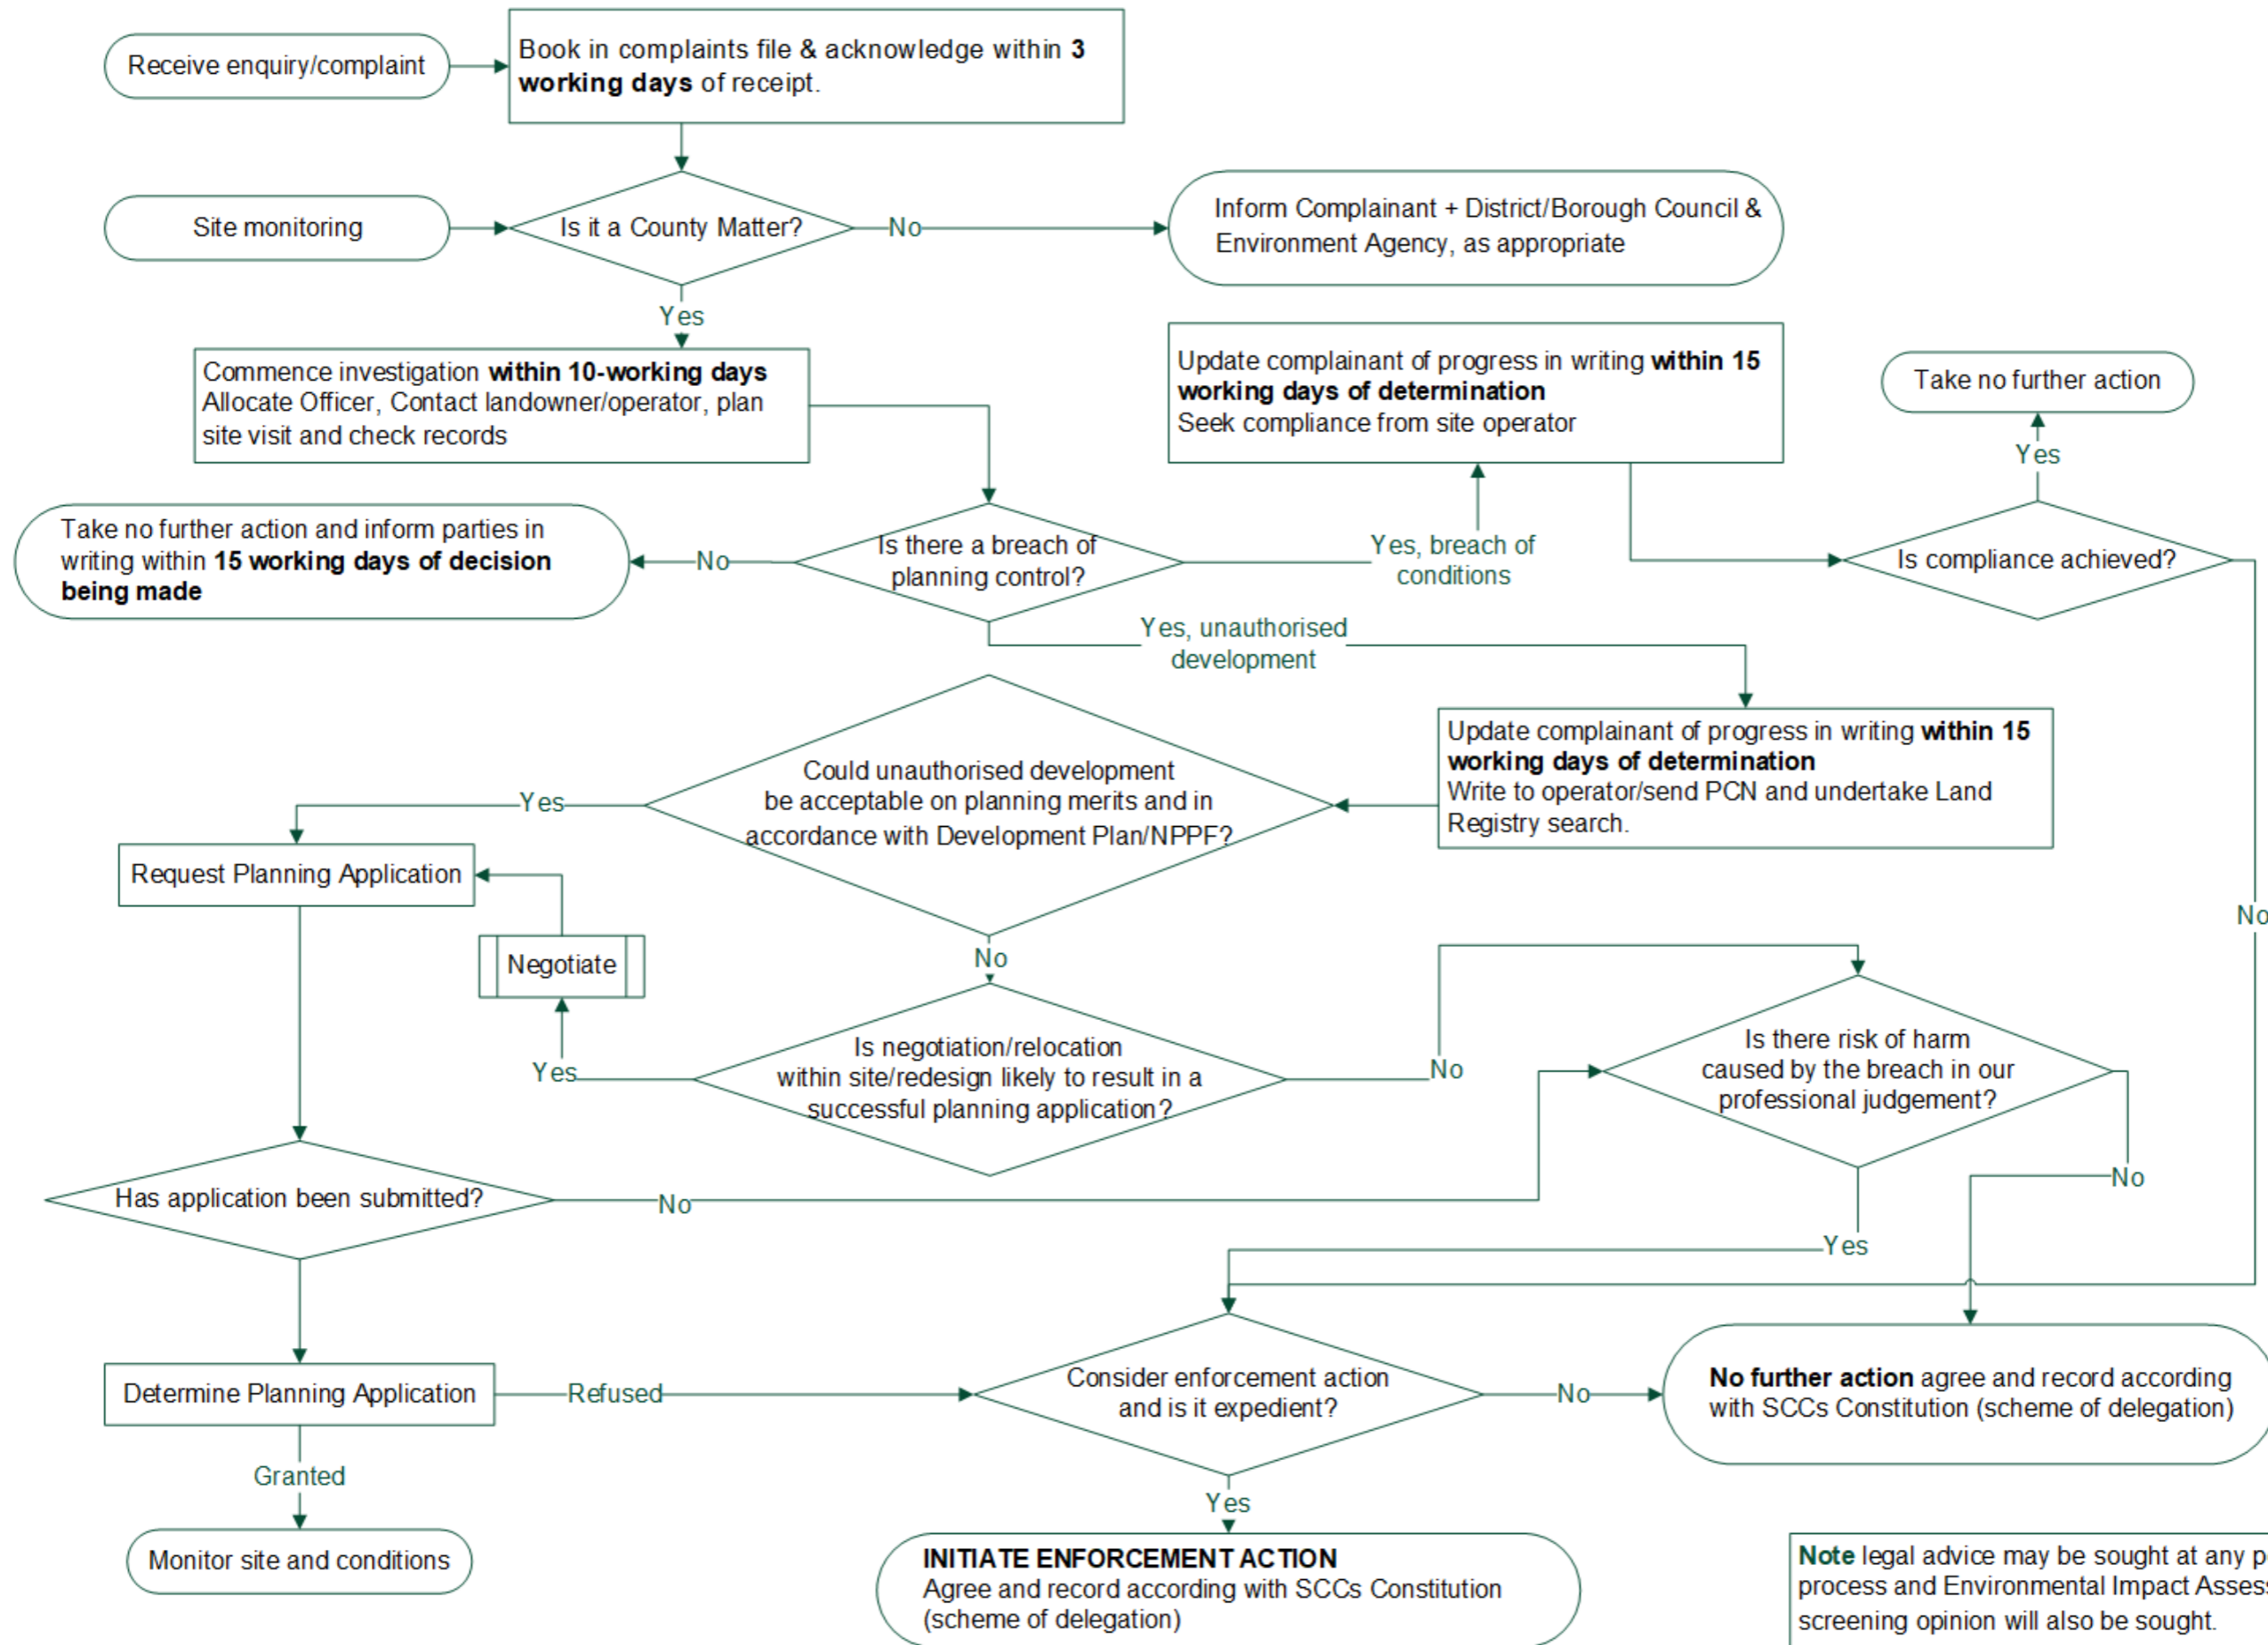 Receive enquiry/complaint
Book in complaints file & acknowledge within 3
working days of receipt.
Site monitoring
Is it a County Matter?
No
Inform Complainant + District/Borough Council &
Environment Agency, as appropriate
Yes
Commence investigation within 10-working days
Allocate Officer, Contact landowner/operator, plan
site visit and check records
Update complainant of progress in writing within 15
working days of determination
Seek compliance from site operator
Take no further action
Yes
Take no further action and inform parties in
writing within 15 working days of decision
being made
No
Is there a breach of
planning control?
Yes, breach of
conditions
Is compliance achieved?
Yes, unauthorised
development
Could unauthorised development
be acceptable on planning merits and in
accordance with Development Plan/NPPF?
Update complainant of progress in writing within 15
working days of determination
Write to operator/send PCN and undertake Land
Registry search.
Yes
Request Planning Application
No
Negotiate
No
Is negotiation/relocation
within site/redesign likely to result in a
successful planning application?
Yes
No
Is there risk of harm
caused by the breach in our
professional judgement?
No
Has application been submitted?
No
Yes
Determine Planning Application
Refused
Consider enforcement action
and is it expedient?
No
No further action agree and record according
with SCCs Constitution (scheme of delegation)
Granted
Yes
Monitor site and conditions
INITIATE ENFORCEMENT ACTION
Agree and record according with SCCs Constitution
(scheme of delegation)
Note legal advice may be sought at any p
process and Environmental Impact Assess
screening opinion will also be sought.